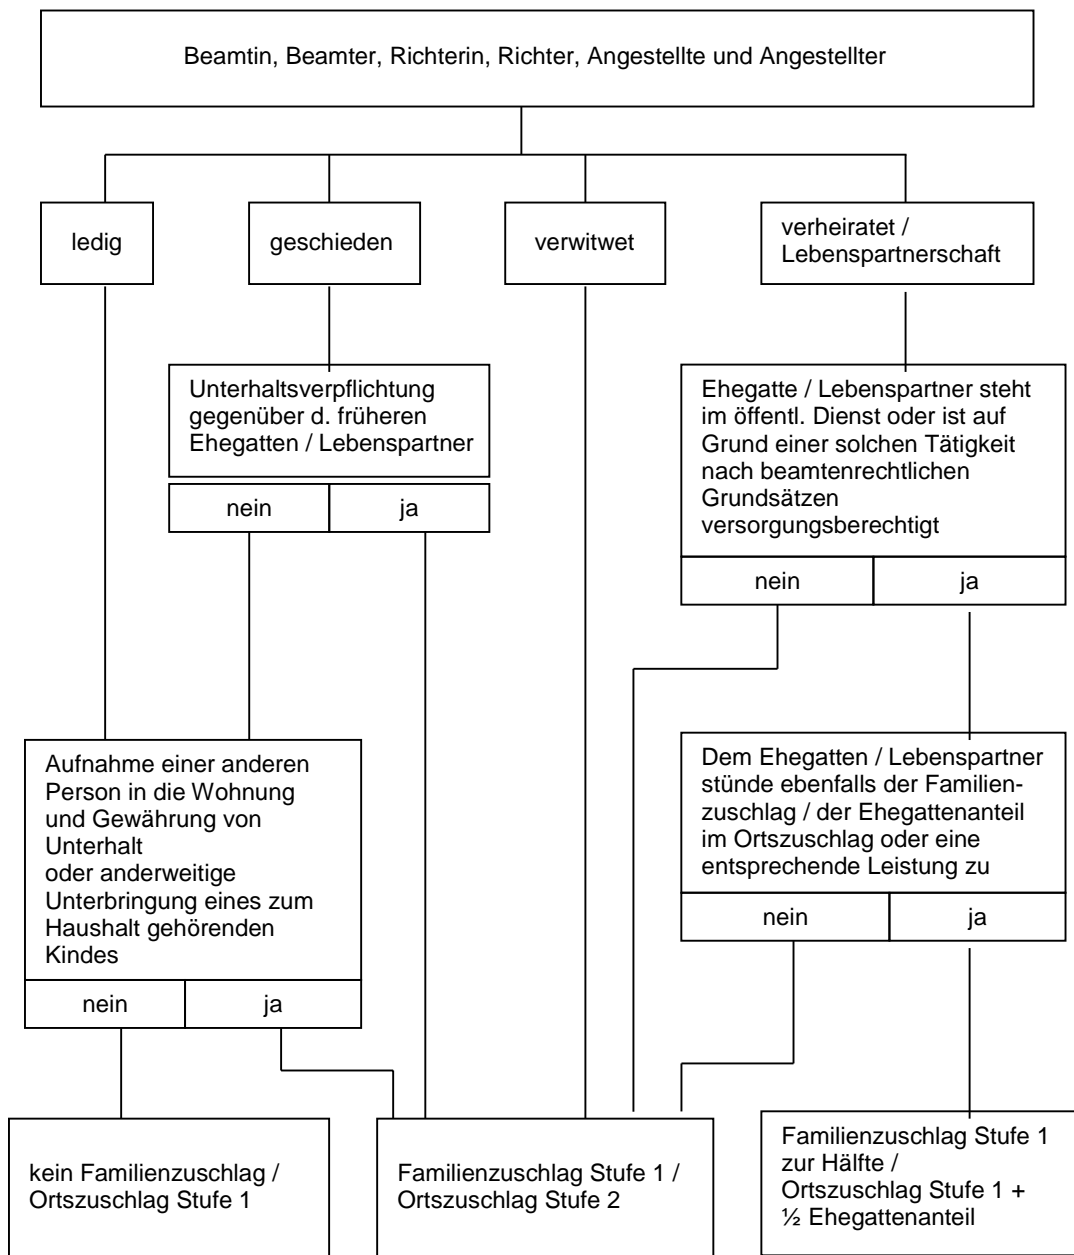 Beamtin, Beamter, Richterin, Richter, Angestellte und Angestellter
ledig
geschieden
verwitwet
verheiratet /
Lebenspartnerschaft
Unterhaltsverpflichtung
gegenüber d. früheren
Ehegatten / Lebenspartner
nein
ja
Ehegatte / Lebenspartner steht
im öffentl. Dienst oder ist auf
Grund einer solchen Tätigkeit
nach beamtenrechtlichen
Grundsätzen
versorgungsberechtigt
nein
ja
Aufnahme einer anderen
Person in die Wohnung
und Gewährung von
Unterhalt
oder anderweitige
Unterbringung eines zum
Haushalt gehörenden
Kindes
nein
ja
Dem Ehegatten / Lebenspartner
stünde ebenfalls der Familien-
zuschlag / der Ehegattenanteil
im Ortszuschlag oder eine
entsprechende Leistung zu
nein
ja
kein Familienzuschlag /
Ortszuschlag Stufe 1
Familienzuschlag Stufe 1 /
Ortszuschlag Stufe 2
Familienzuschlag Stufe 1
zur Hälfte /
Ortszuschlag Stufe 1 +
½ Ehegattenanteil